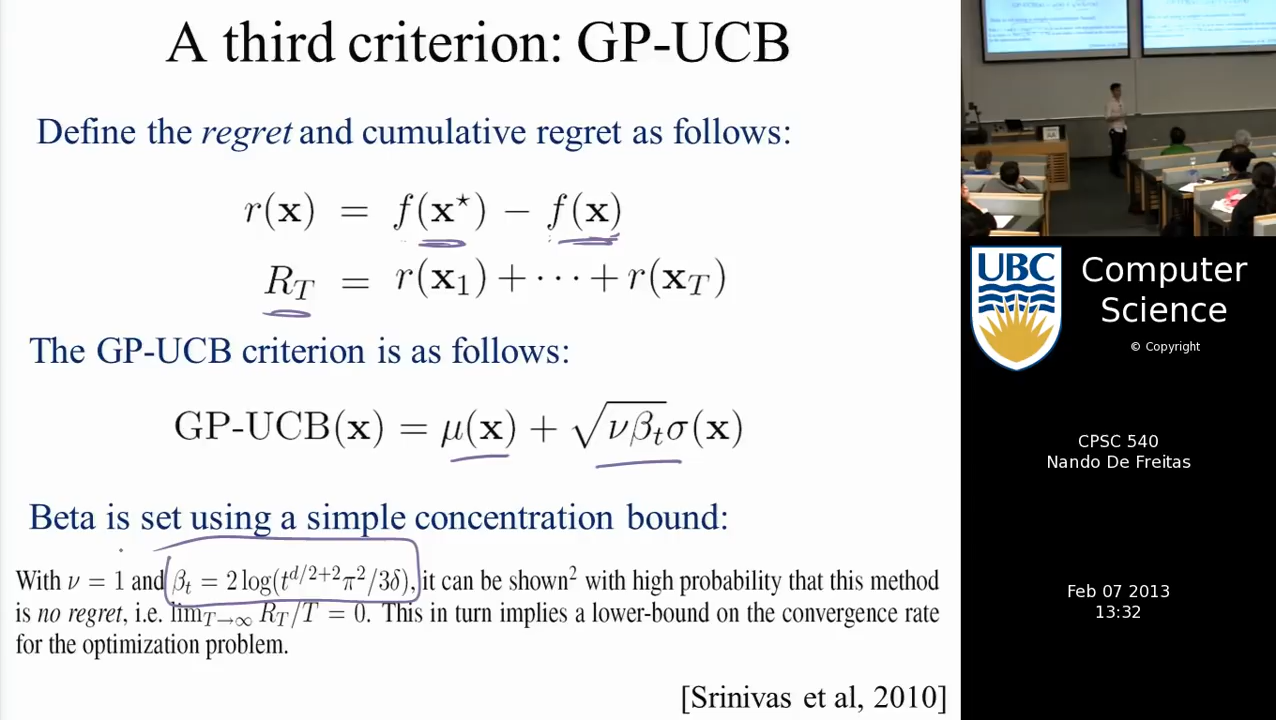 A third criterion: GP-UCB
Define the regret and cumulative regret as follows:
r(x) = f(x⋆) − f(x)
R_T = r(x₁) + ··· + r(x_T)
The GP-UCB criterion is as follows:
GP-UCB(x) = μ(x) + √(νβ_t)σ(x)
Beta is set using a simple concentration bound:
With ν = 1 and β_t = 2 log(t^{d/2+2}π²/3δ), it can be shown² with high probability that this method
is no regret, i.e. lim_{T→∞} R_T/T = 0. This in turn implies a lower-bound on the convergence rate
for the optimization problem.
[Srinivas et al, 2010]
UBC
Computer
Science
© Copyright
CPSC 540
Nando De Freitas
Feb 07 2013
13:32